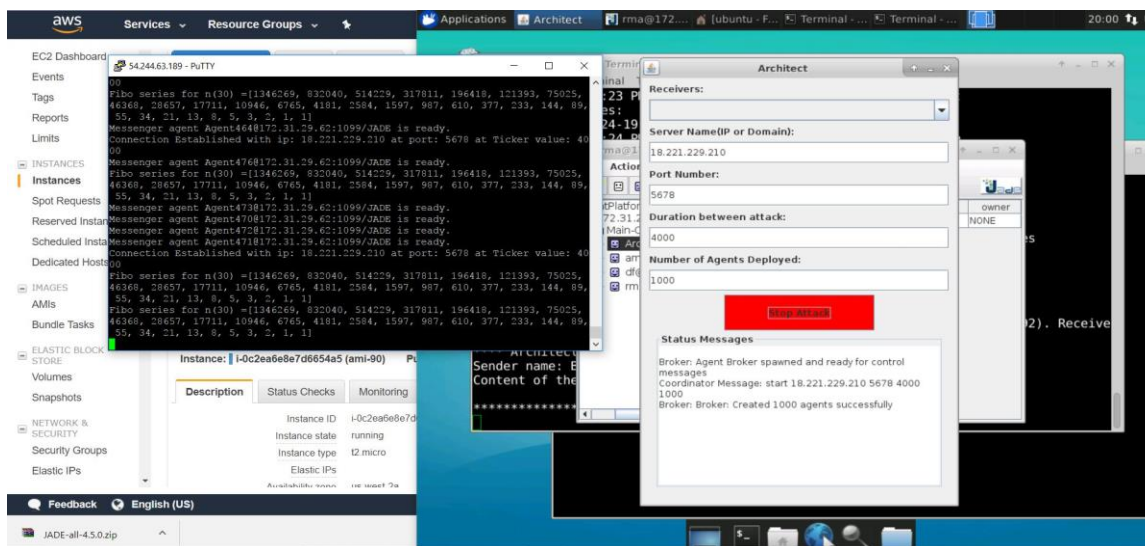 aws
Services
Resource Groups
EC2 Dashboard
Events
Tags
Reports
Limits
INSTANCES
Instances
Spot Requests
Reserved Instan
Scheduled Insta
Dedicated Hosts
IMAGES
AMIs
Bundle Tasks
ELASTIC BLOCK
STORE
Volumes
Snapshots
NETWORK &
SECURITY
Security Groups
Elastic IPs
54.244.63.189 - PuTTY
00
Fibo series for n(30) =[1346269, 832040, 514229, 317811, 196418, 121393, 75025,
46368, 28657, 17711, 10946, 6765, 4181, 2584, 1597, 987, 610, 377, 233, 144, 89,
55, 34, 21, 13, 8, 5, 3, 2, 1, 1]
Messenger agent Agent464@172.31.29.62:1099/JADE is ready.
Connection Established with ip: 18.221.229.210 at port: 5678 at Ticker value: 40
00
Messenger agent Agent476@172.31.29.62:1099/JADE is ready.
Fibo series for n(30) =[1346269, 832040, 514229, 317811, 196418, 121393, 75025,
46368, 28657, 17711, 10946, 6765, 4181, 2584, 1597, 987, 610, 377, 233, 144, 89,
55, 34, 21, 13, 8, 5, 3, 2, 1, 1]
Messenger agent Agent473@172.31.29.62:1099/JADE is ready.
Messenger agent Agent470@172.31.29.62:1099/JADE is ready.
Messenger agent Agent472@172.31.29.62:1099/JADE is ready.
Messenger agent Agent471@172.31.29.62:1099/JADE is ready.
Connection Established with ip: 18.221.229.210 at port: 5678 at Ticker value: 40
00
Fibo series for n(30) =[1346269, 832040, 514229, 317811, 196418, 121393, 75025,
46368, 28657, 17711, 10946, 6765, 4181, 2584, 1597, 987, 610, 377, 233, 144, 89,
55, 34, 21, 13, 8, 5, 3, 2, 1, 1]
Fibo series for n(30) =[1346269, 832040, 514229, 317811, 196418, 121393, 75025,
46368, 28657, 17711, 10946, 6765, 4181, 2584, 1597, 987, 610, 377, 233, 144, 89,
55, 34, 21, 13, 8, 5, 3, 2, 1, 1]
Instance: i-0c2ea6e8e7d6654a5 (ami-90)
Description
Status Checks
Monitoring
Instance ID i-0c2ea6e8e7d
Instance state running
Instance type t2.micro
Elastic IPs
Availability zone us-west-2a
Feedback
English (US)
JADE-all-4.5.0.zip
Applications
Architect
rma@172....
[ubuntu - F...
Terminal - ...
Terminal - ...
20:00
Architect
Receivers:
Server Name(IP or Domain):
18.221.229.210
Port Number:
5678
Duration between attack:
4000
Number of Agents Deployed:
1000
Stop Attack
Status Messages
Broker: Agent Broker spawned and ready for control
messages
Coordinator Message: start 18.221.229.210 5678 4000
1000
Broker: Broker: Created 1000 agents successfully
owner
NONE
02). Receive
Sender name:
Content of the
*************